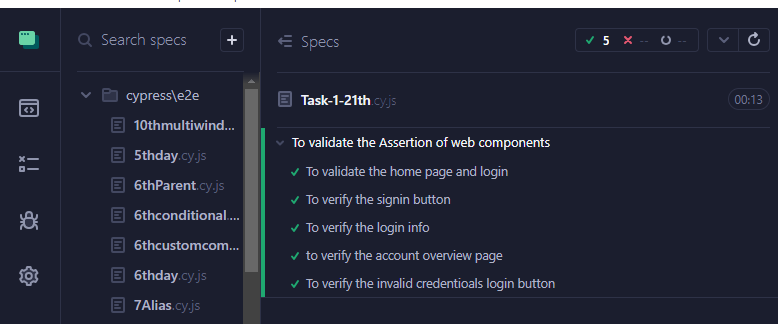 Search specs
+
Specs
5
--
--
cypress\e2e
10thmultiwind...
5thday.cy.js
6thParent.cy.js
6thconditional....
6thcustomcom...
6thday.cy.js
7Alias.cy.js
Task-1-21th.cy.js
00:13
To validate the Assertion of web components
To validate the home page and login
To verify the signin button
To verify the login info
to verify the account overview page
To verify the invalid credentioals login button